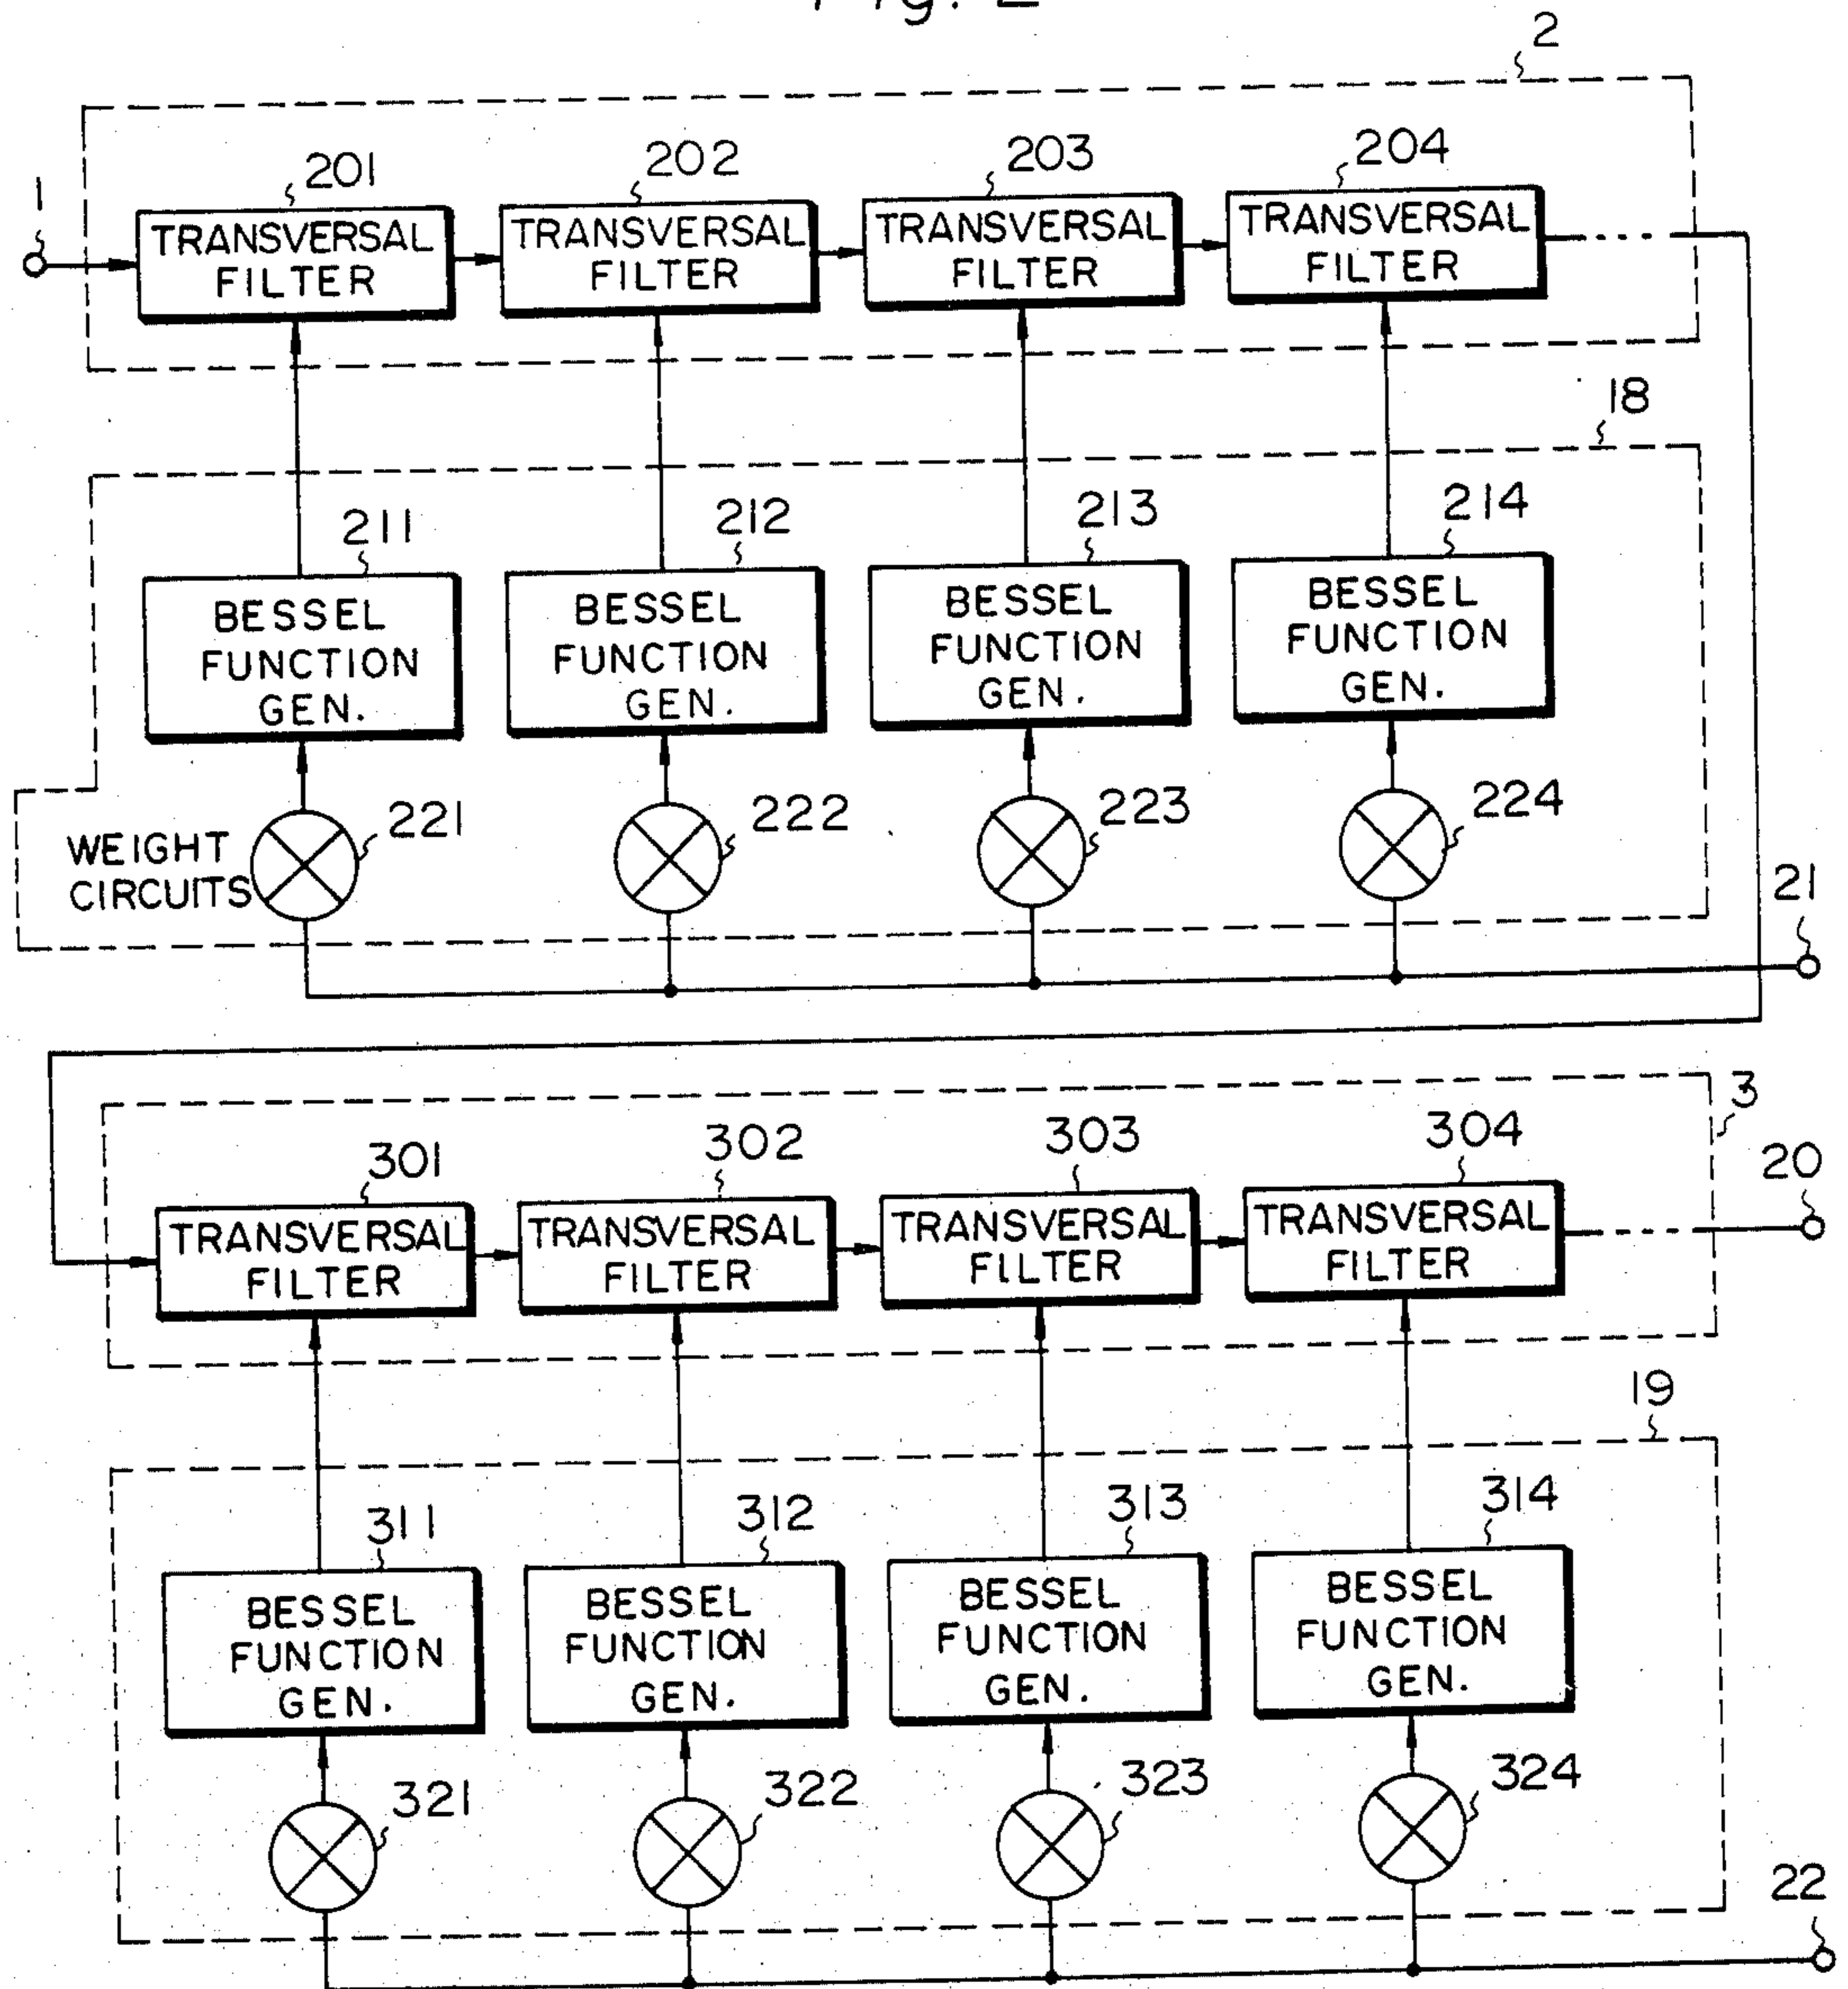 Fig. 2
2
201
202
203
204
1
TRANSVERSAL
FILTER
TRANSVERSAL
FILTER
TRANSVERSAL
FILTER
TRANSVERSAL
FILTER
18
211
212
213
214
BESSEL
FUNCTION
GEN.
BESSEL
FUNCTION
GEN.
BESSEL
FUNCTION
GEN.
BESSEL
FUNCTION
GEN.
WEIGHT
CIRCUITS
221
222
223
224
21
3
301
302
303
304
20
TRANSVERSAL
FILTER
TRANSVERSAL
FILTER
TRANSVERSAL
FILTER
TRANSVERSAL
FILTER
19
311
312
313
314
BESSEL
FUNCTION
GEN.
BESSEL
FUNCTION
GEN.
BESSEL
FUNCTION
GEN.
BESSEL
FUNCTION
GEN.
321
322
323
324
22